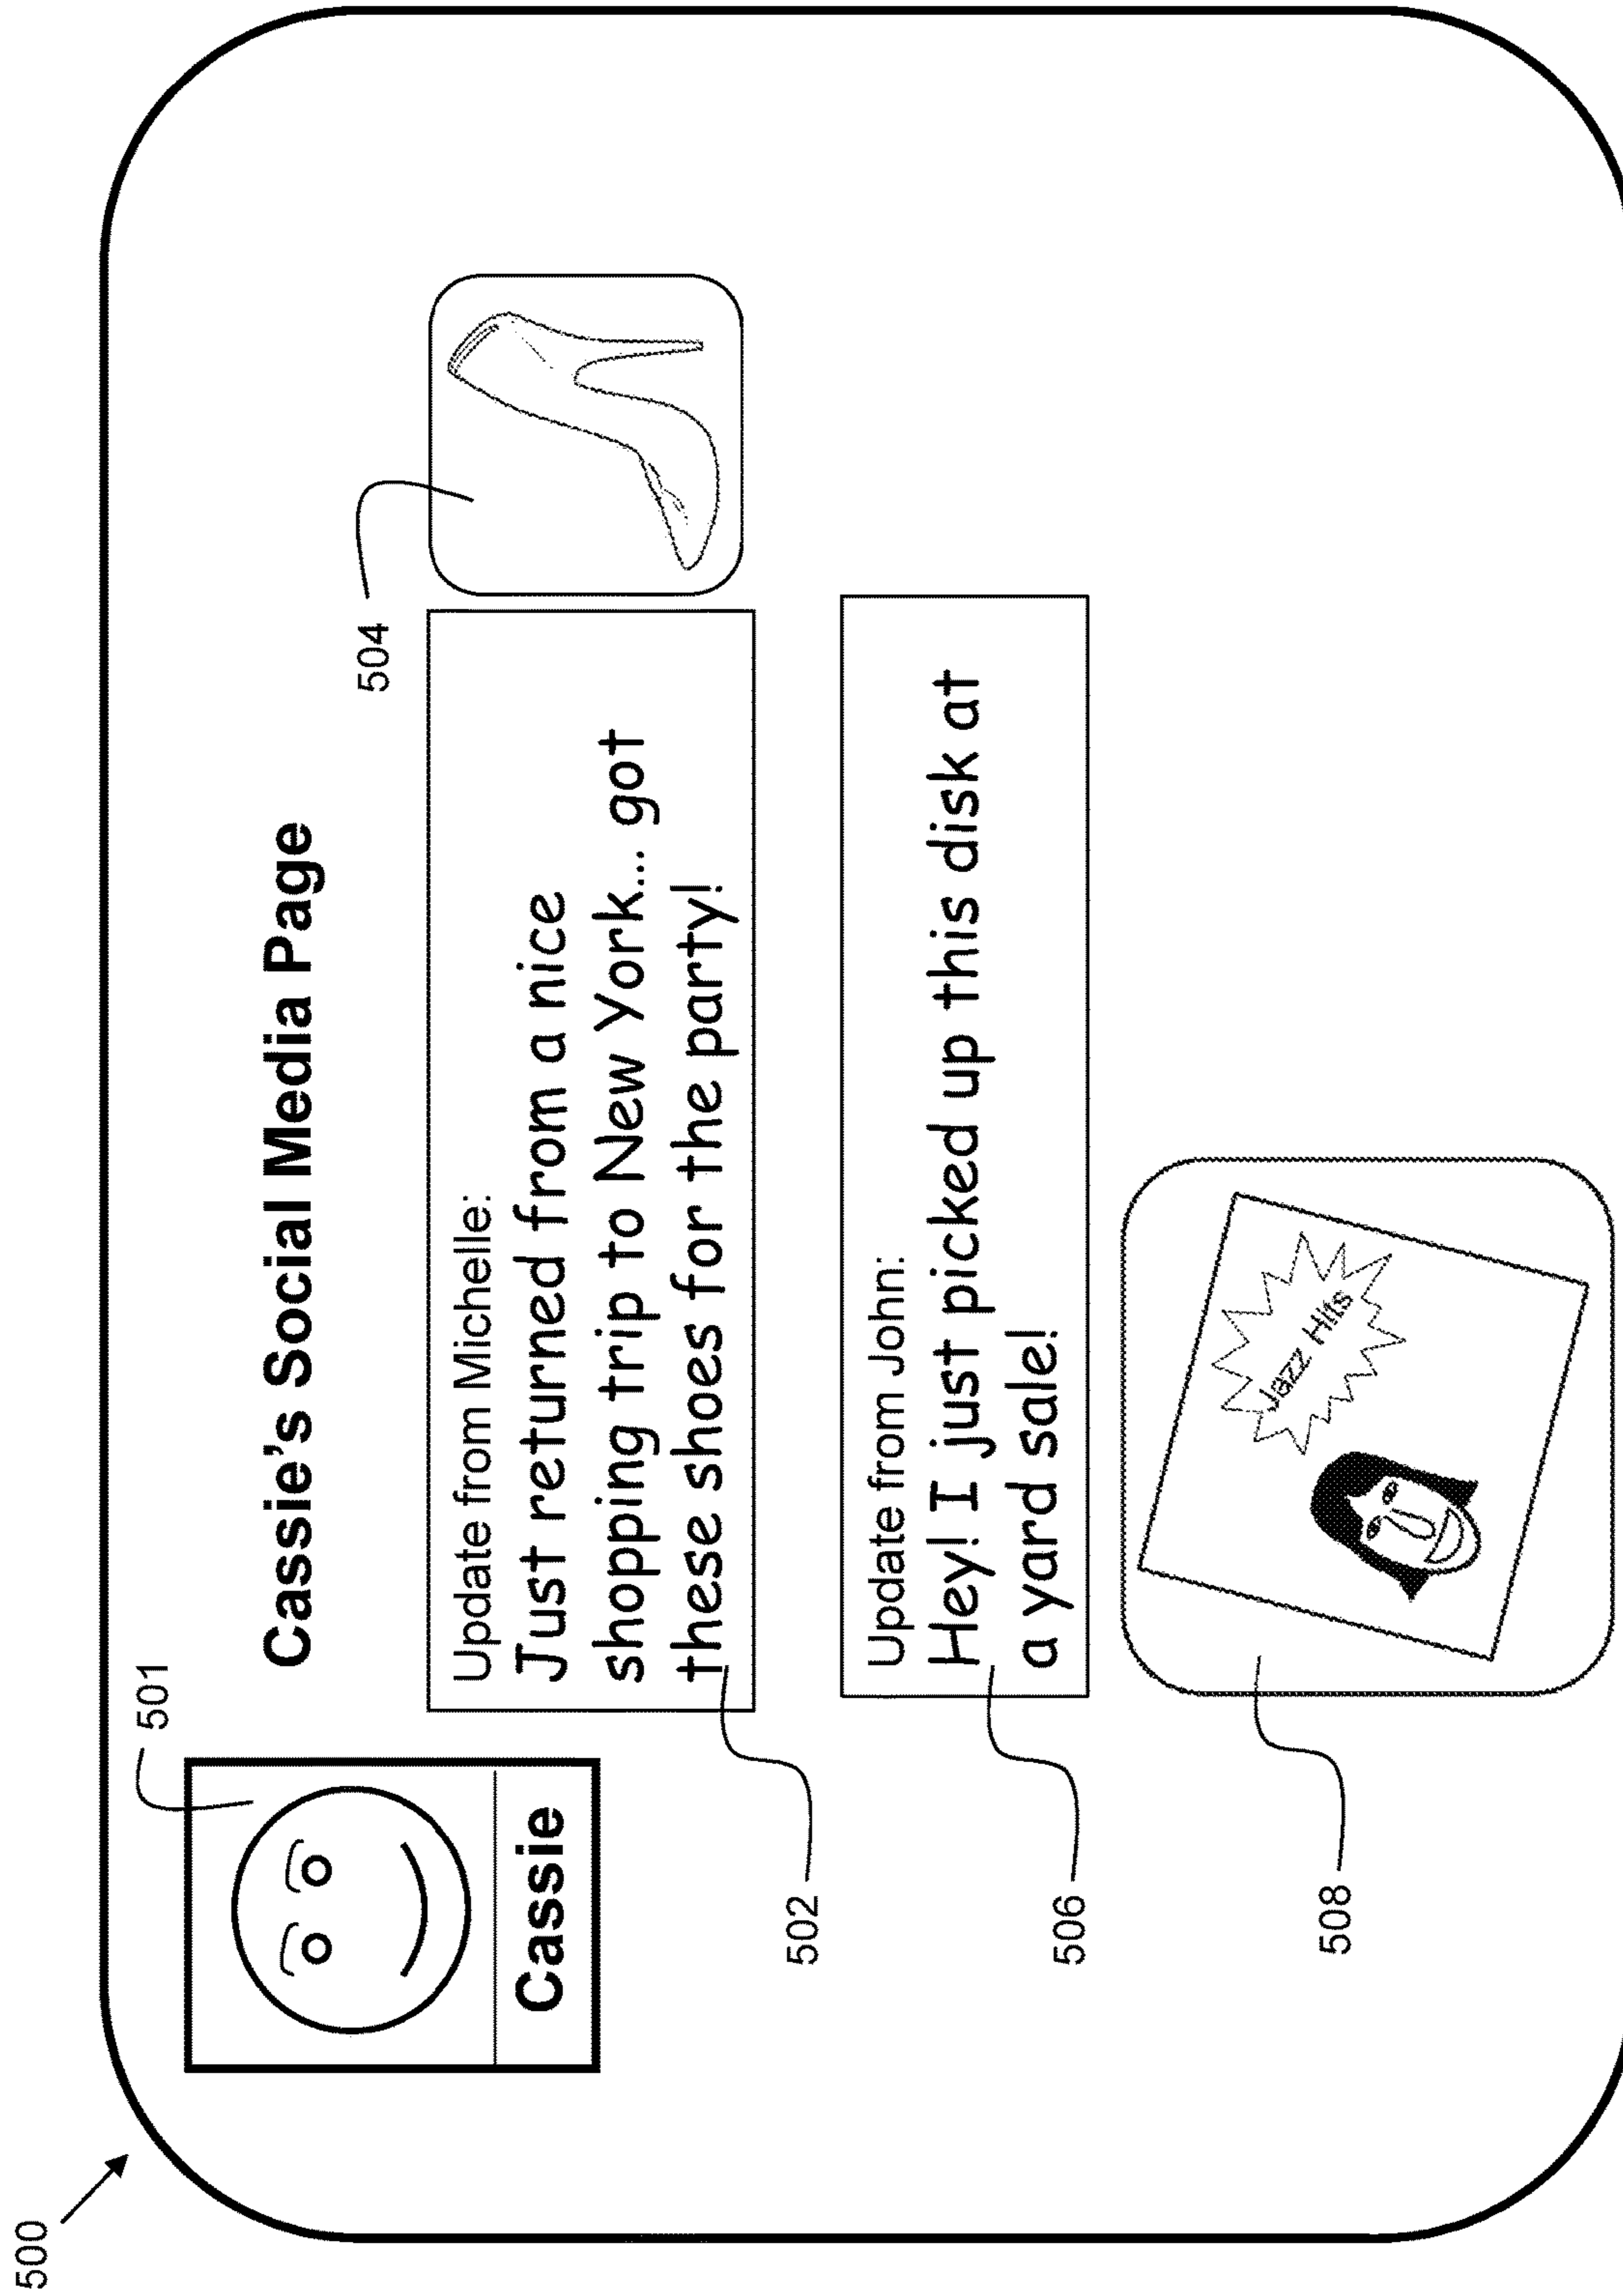 500
501
Cassie's Social Media Page
Cassie
504
Update from Michelle:
Just returned from a nice
shopping trip to New York... got
these shoes for the party!
502
Update from John:
Hey! I just picked up this disk at
a yard sale!
506
Jazz Hits
508